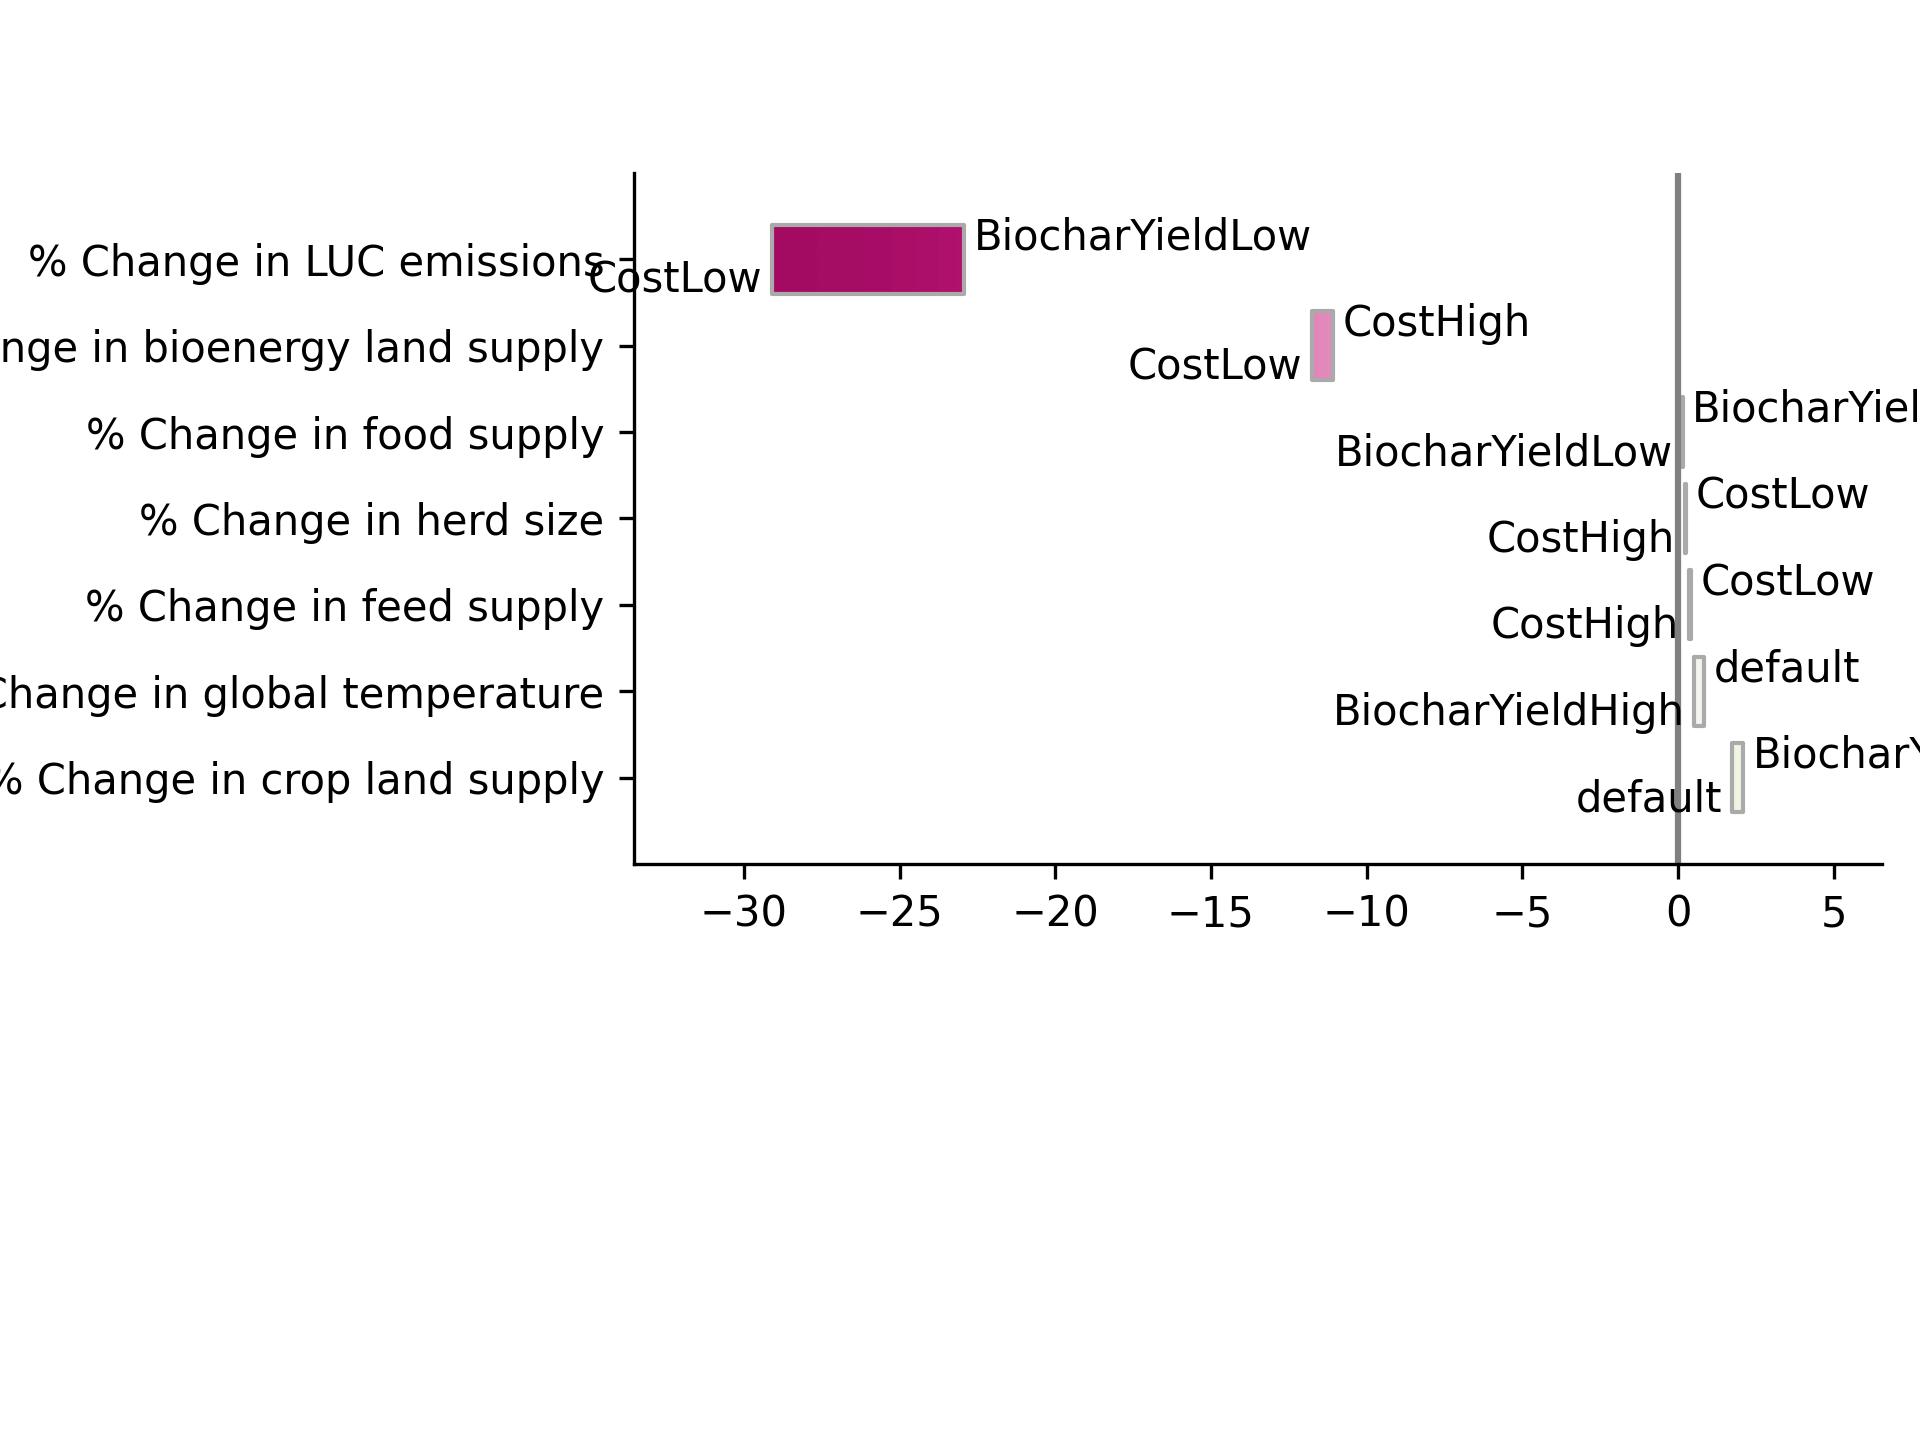 % Change in LUC emissions
BiocharYieldLow
CostLow
nge in bioenergy land supply
CostHigh
CostLow
% Change in food supply
BiocharYiel
BiocharYieldLow
% Change in herd size
CostLow
CostHigh
% Change in feed supply
CostLow
CostHigh
Change in global temperature
default
BiocharYieldHigh
% Change in crop land supply
BiocharY
default
−30 −25 −20 −15 −10 −5 0 5